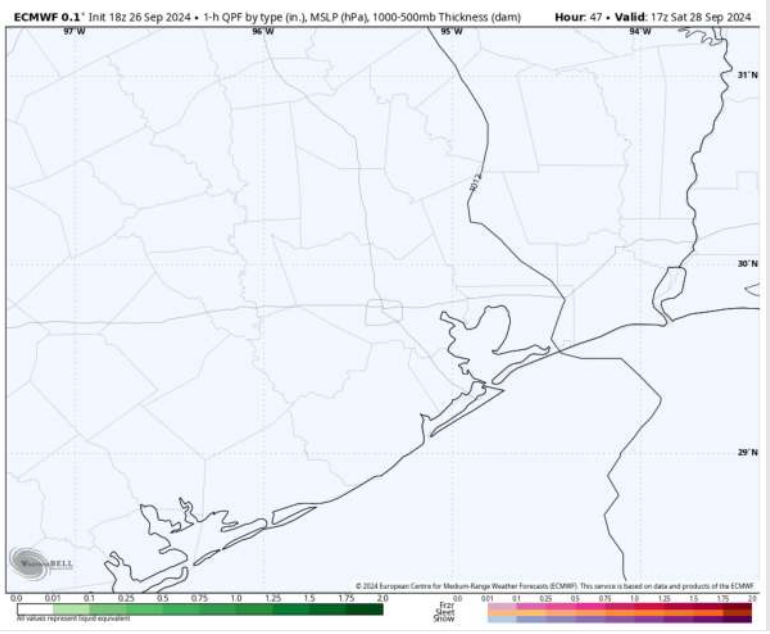 ECMWF 0.1° Init 18z 26 Sep 2024 • 1-h QPF by type (in.), MSLP (hPa), 1000-500mb Thickness (dam) Hour: 47 • Valid: 17z Sat 28 Sep 2024
97°W 96°W 95°W 94°W
31°N
1012
30°N
29°N
WeatherBELL
© 2024 European Centre for Medium-Range Weather Forecasts (ECMWF). This service is based on data and products of the ECMWF
0.0 0.01 0.1 0.25 0.5 0.75 1.0 1.25 1.5 1.75 2.0 0.0 0.01 0.1 0.25 0.5 0.75 1.0 1.25 1.5 1.75 2.0
Frzr
Sleet
Snow
All values represent liquid equivalent